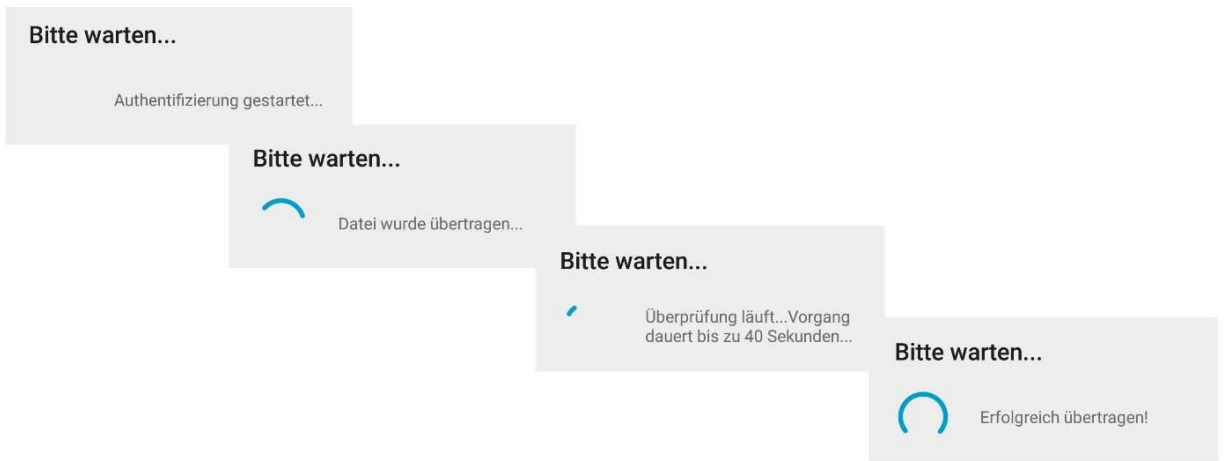 Bitte warten...
Authentifizierung gestartet...
Bitte warten...
Datei wurde übertragen...
Bitte warten...
Überprüfung läuft...Vorgang
dauert bis zu 40 Sekunden...
Bitte warten...
Erfolgreich übertragen!